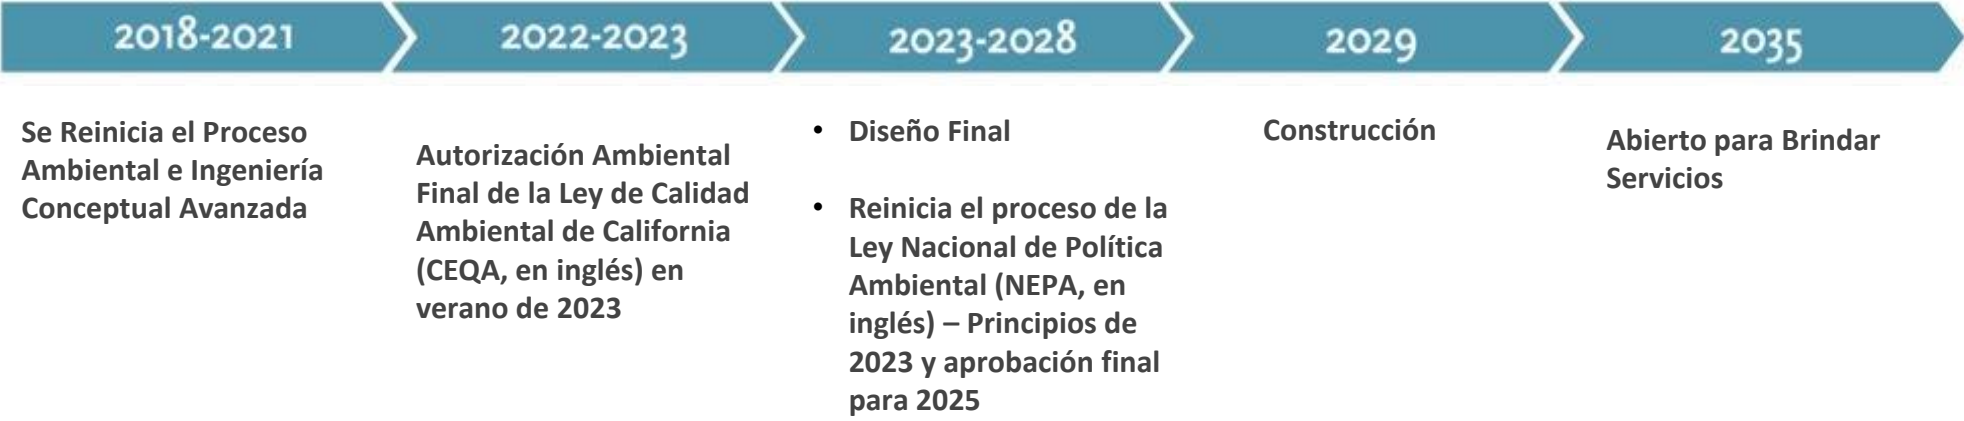 2018-2021
2022-2023
2023-2028
2029
2035
Se Reinicia el Proceso
Ambiental e Ingeniería
Conceptual Avanzada
Autorización Ambiental
Final de la Ley de Calidad
Ambiental de California
(CEQA, en inglés) en
verano de 2023
• Diseño Final
• Reinicia el proceso de la
Ley Nacional de Política
Ambiental (NEPA, en
inglés) – Principios de
2023 y aprobación final
para 2025
Construcción
Abierto para Brindar
Servicios